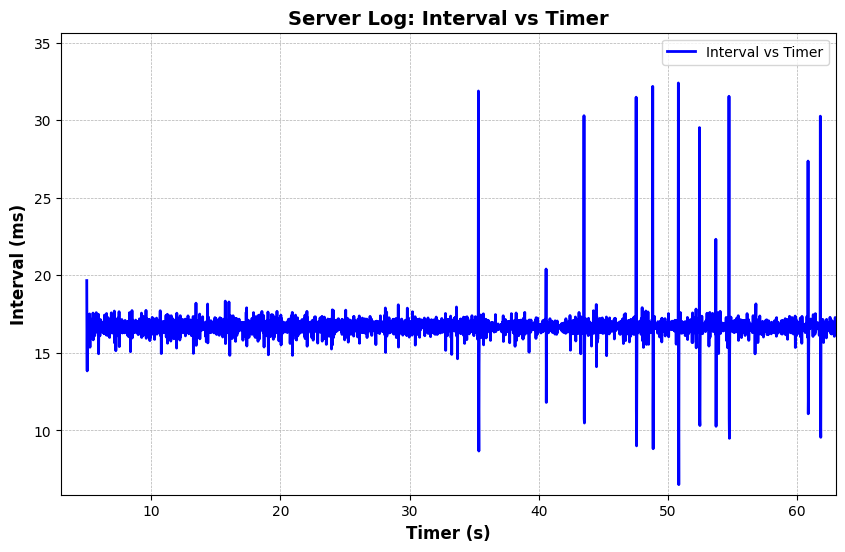 Server Log: Interval vs Timer
Interval vs Timer
35
30
25
20
15
10
Interval (ms)
10 20 30 40 50 60
Timer (s)